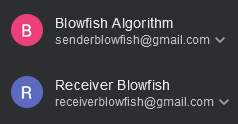 B
Blowfish Algorithm
senderblowfish@gmail.com
R
Receiver Blowfish
receiverblowfish@gmail.com